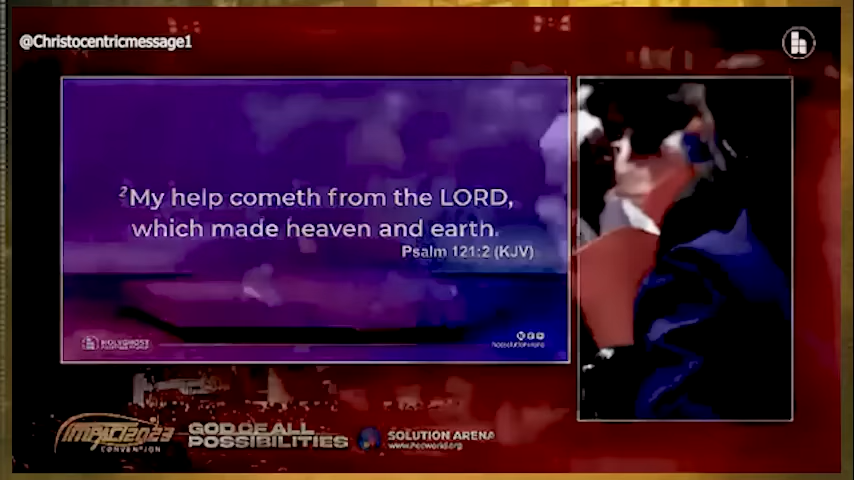 @Christocentricmessage1
2My help cometh from the LORD,
which made heaven and earth.
Psalm 121:2 (KJV)
HOLYGHOST
IMPACT2023
CONVENTION
GOD OF ALL
POSSIBILITIES
SOLUTION ARENA
www.hocworld.org